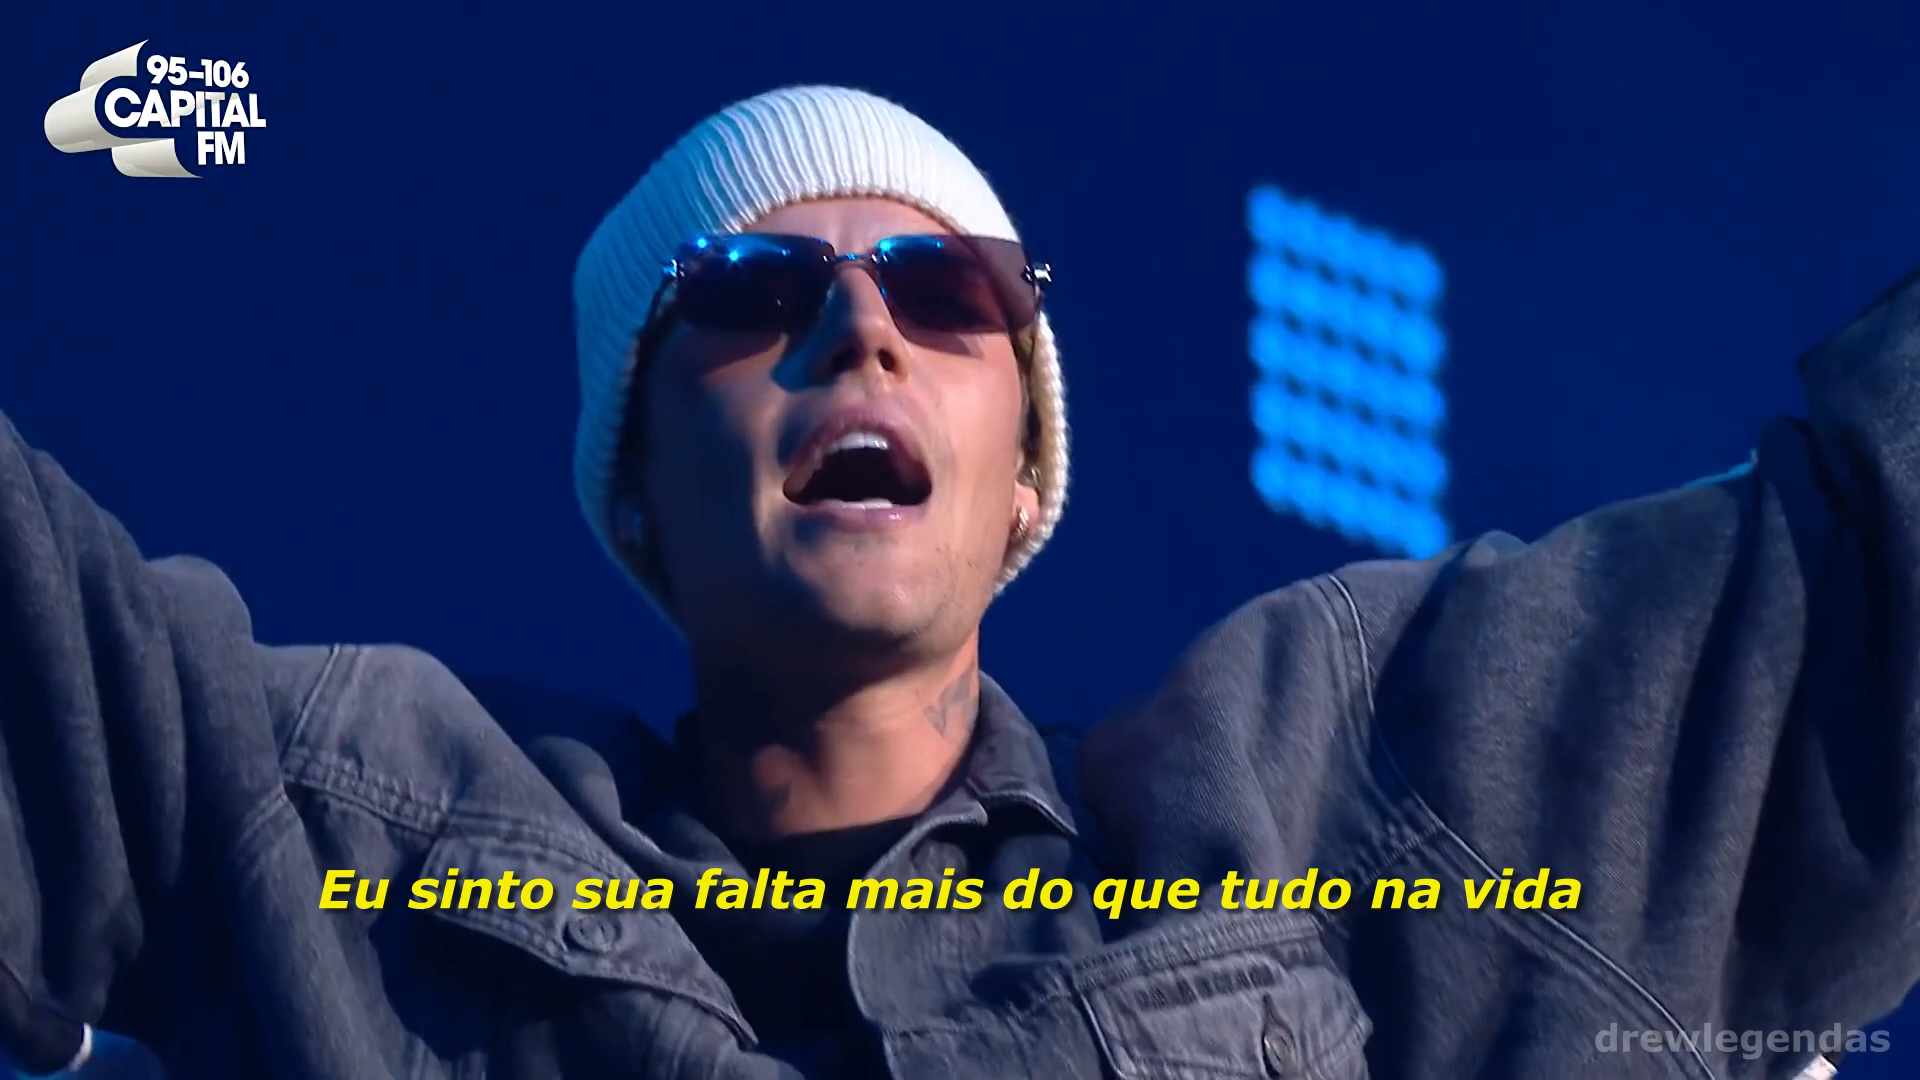 95-106
CAPITAL
FM
Eu sinto sua falta mais do que tudo na vida
drewlegendas